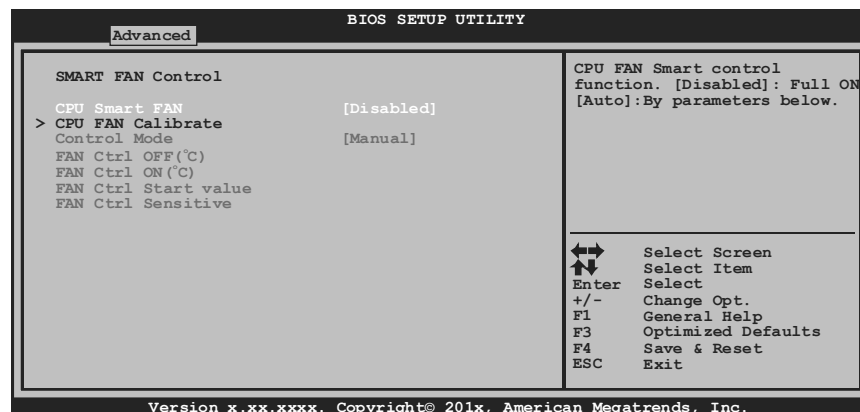 BIOS SETUP UTILITY
Advanced
SMART FAN Control
CPU Smart FAN [Disabled]
> CPU FAN Calibrate
Control Mode [Manual]
FAN Ctrl OFF(°C)
FAN Ctrl ON(°C)
FAN Ctrl Start value
FAN Ctrl Sensitive
CPU FAN Smart control
function. [Disabled]: Full ON
[Auto]:By parameters below.
Select Screen
Select Item
Enter Select
+/- Change Opt.
F1 General Help
F3 Optimized Defaults
F4 Save & Reset
ESC Exit
Version x.xx.xxxx. Copyright© 201x, American Megatrends, Inc.